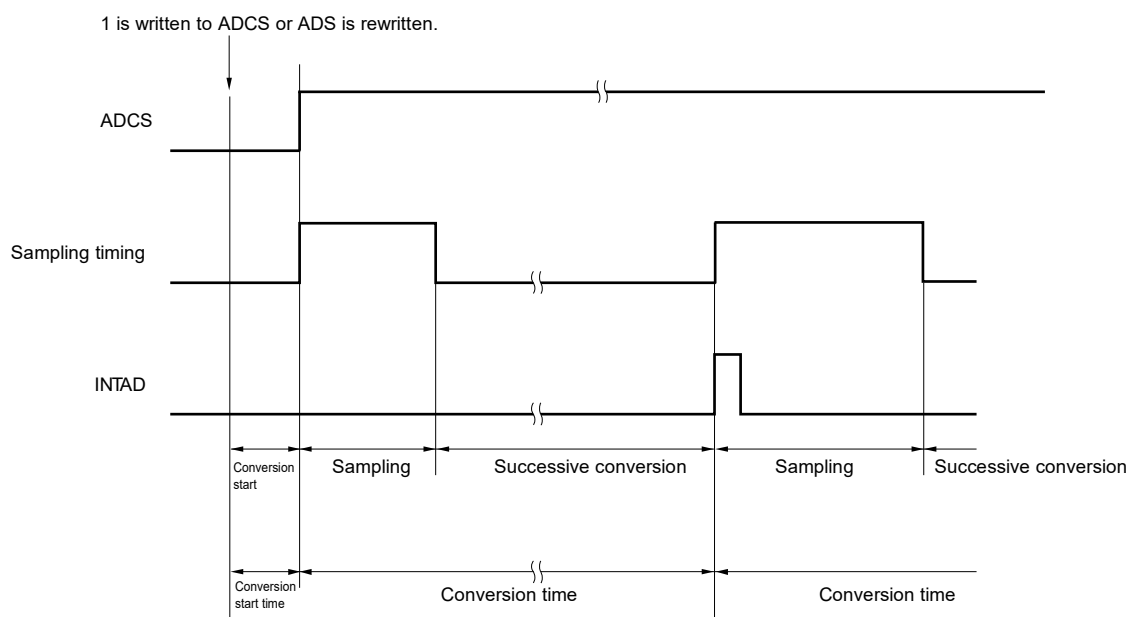 1 is written to ADCS or ADS is rewritten.
ADCS
Sampling timing
INTAD
Conversion
start
Sampling
Successive conversion
Sampling
Successive conversion
Conversion
start time
Conversion time
Conversion time